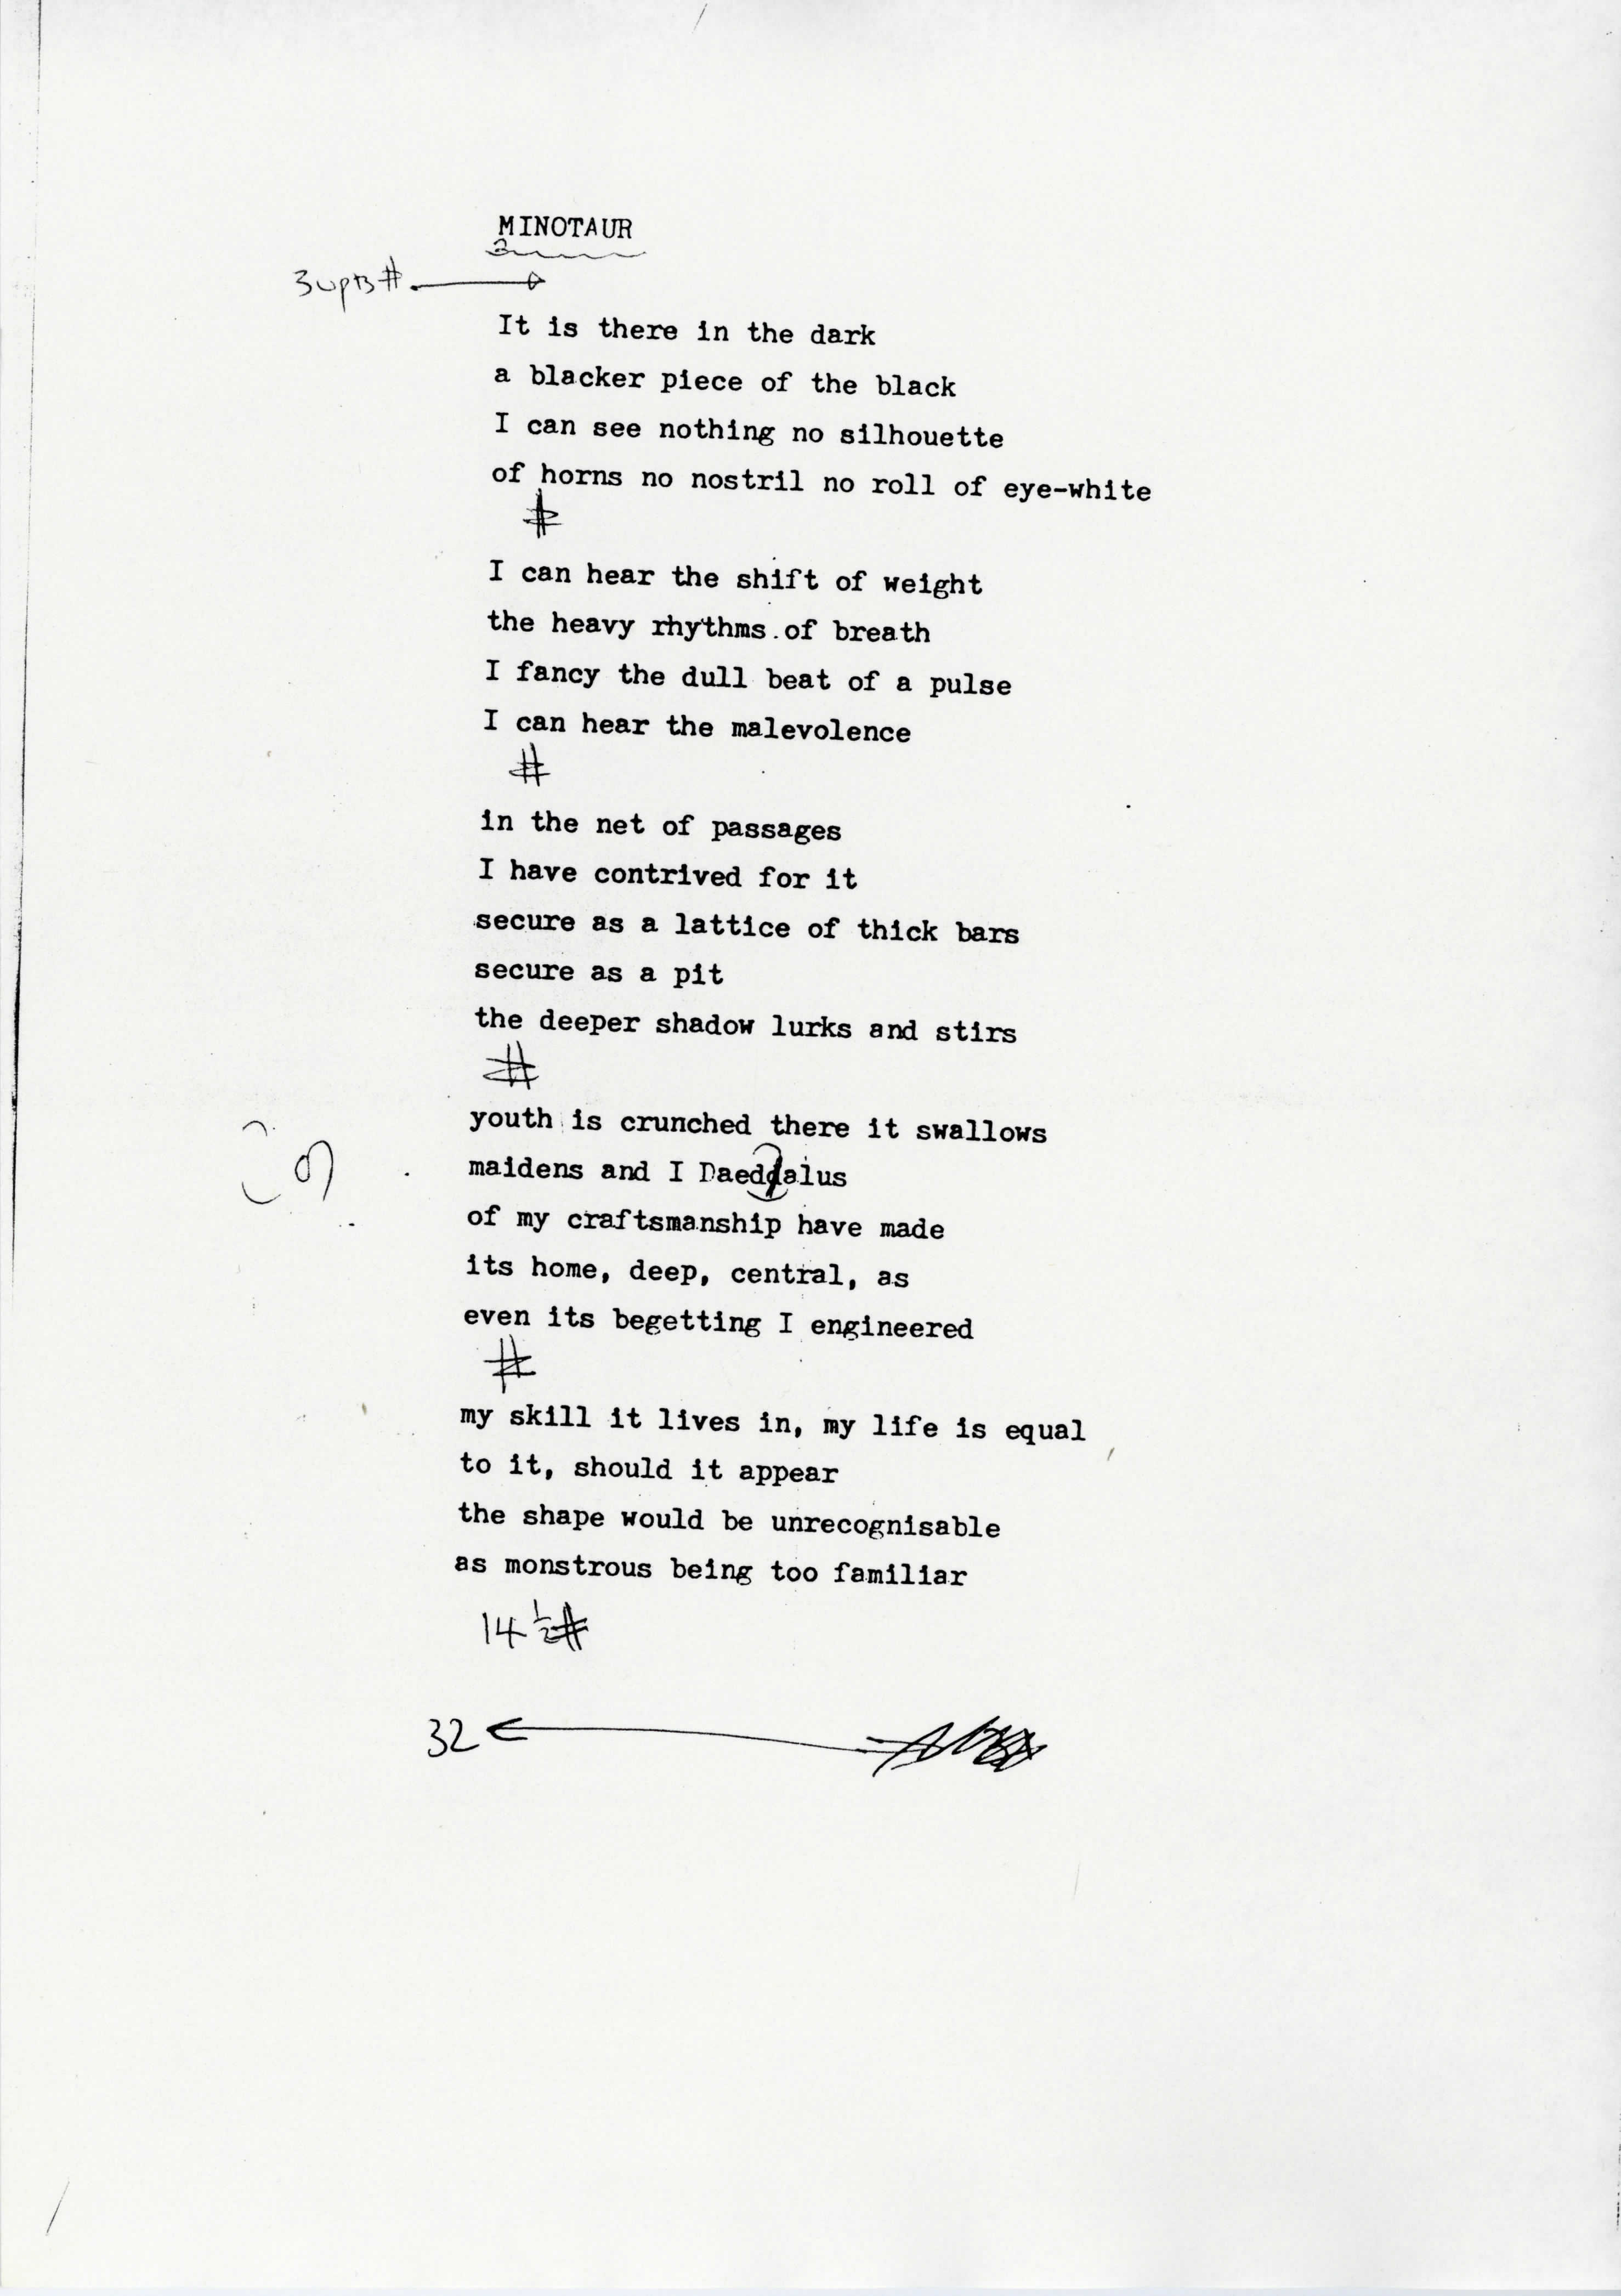 MINOTAUR
3 #
It is there in the dark
a blacker piece of the black
I can see nothing no silhouette
of horns no nostril no roll of eye-white
#
I can hear the shift of weight
the heavy rhythms of breath
I fancy the dull beat of a pulse
I can hear the malevolence
#
in the net of passages
I have contrived for it
secure as a lattice of thick bars
secure as a pit
the deeper shadow lurks and stirs
#
youth is crunched there it swallows
maidens and I Daeddalus
of my craftsmanship have made
its home, deep, central, as
even its begetting I engineered
#
my skill it lives in, my life is equal
to it, should it appear
the shape would be unrecognisable
as monstrous being too familiar
14 ½ #
32